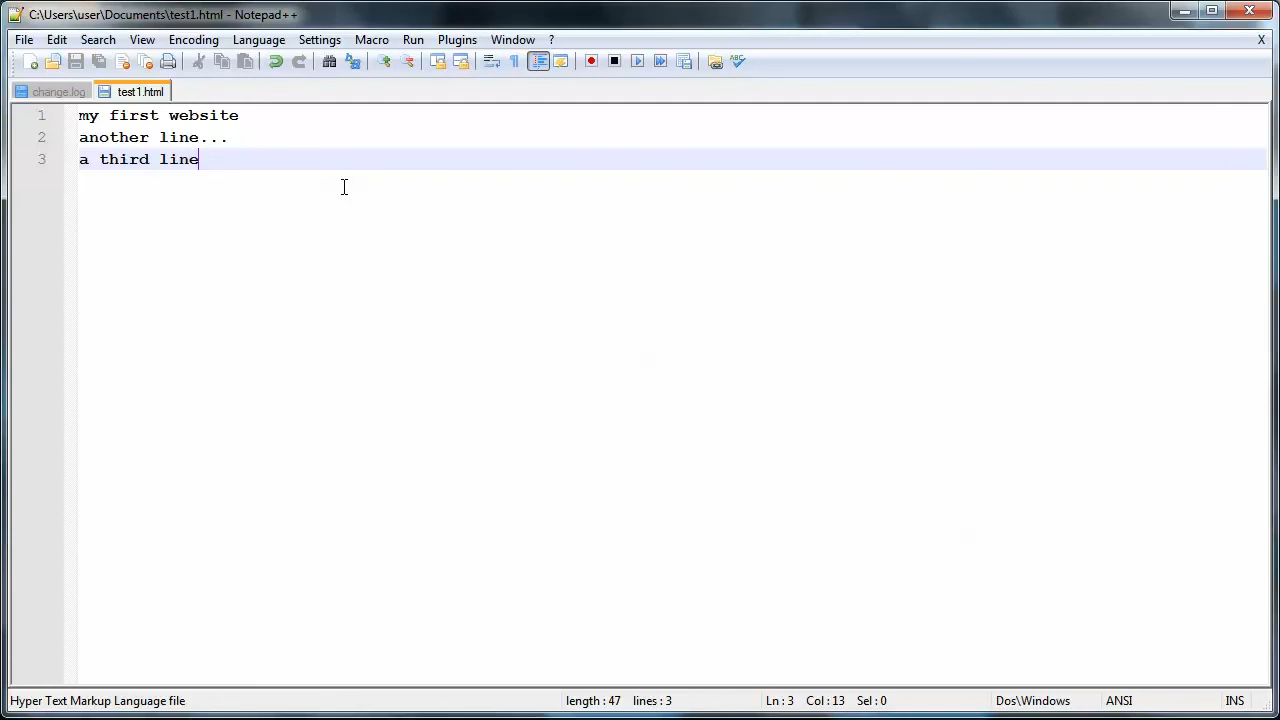 C:\Users\user\Documents\test1.html - Notepad++
File Edit Search View Encoding Language Settings Macro Run Plugins Window ? X
change.log test1.html
1 my first website
2 another line...
3 a third line
Hyper Text Markup Language file length : 47 lines : 3 Ln : 3 Col : 13 Sel : 0 Dos\Windows ANSI INS